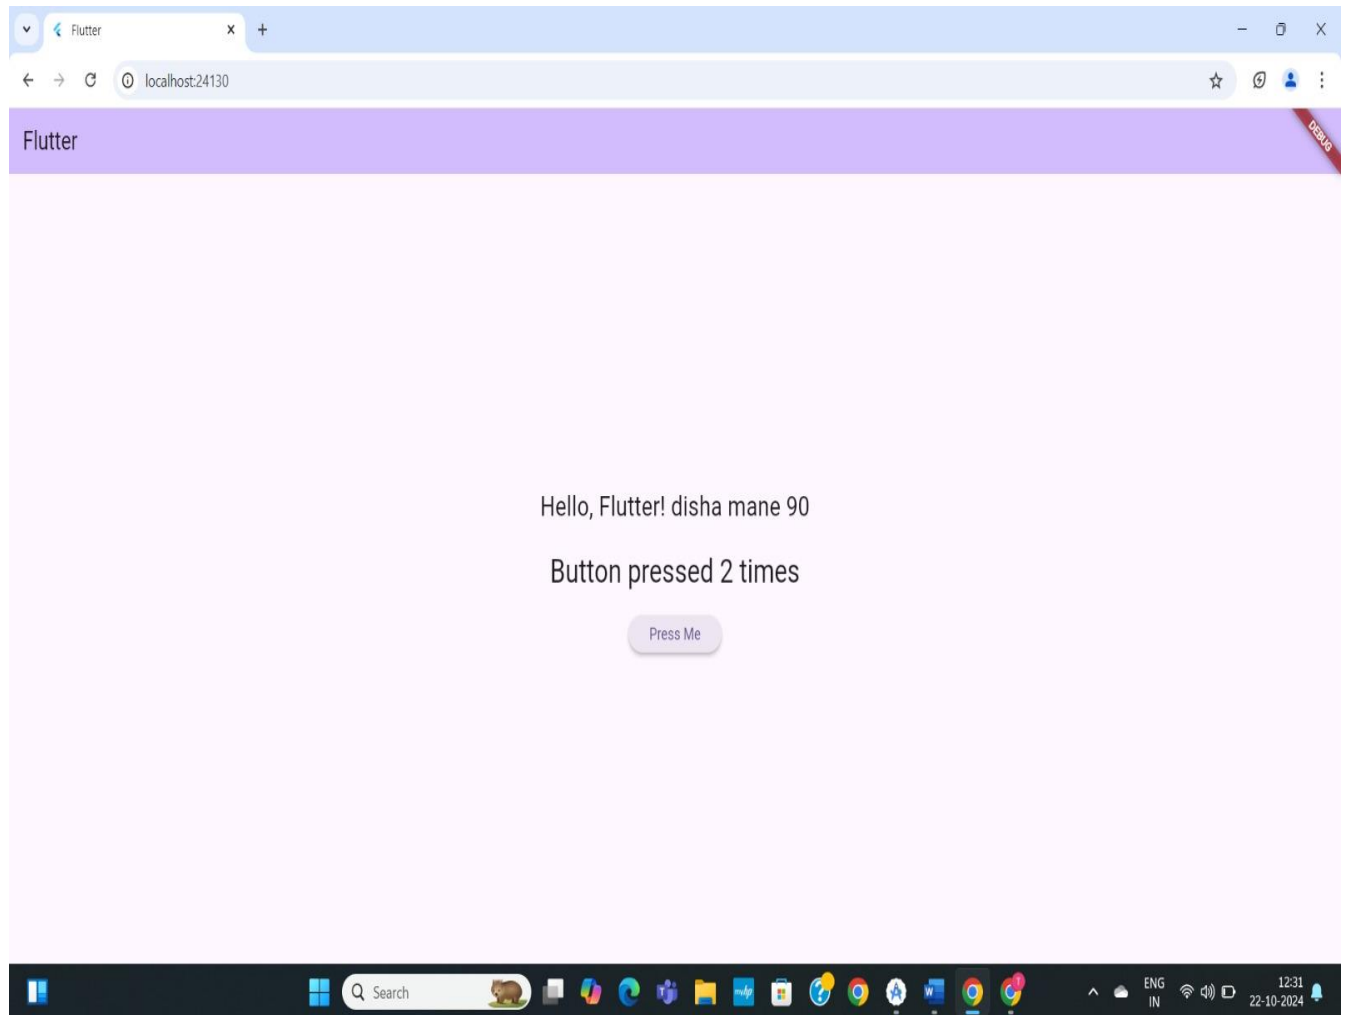 Flutter
localhost:24130
Flutter
DEBUG
Hello, Flutter! disha mane 90
Button pressed 2 times
Press Me
Search
ENG
IN
12:31
22-10-2024